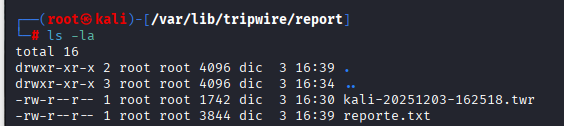 ┌──(root㉿kali)-[/var/lib/tripwire/report]
└─# ls -la
total 16
drwxr-xr-x 2 root root 4096 dic  3 16:39 .
drwxr-xr-x 3 root root 4096 dic  3 16:34 ..
-rw-r--r-- 1 root root 1742 dic  3 16:30 kali-20251203-162518.twr
-rw-r--r-- 1 root root 3844 dic  3 16:39 reporte.txt